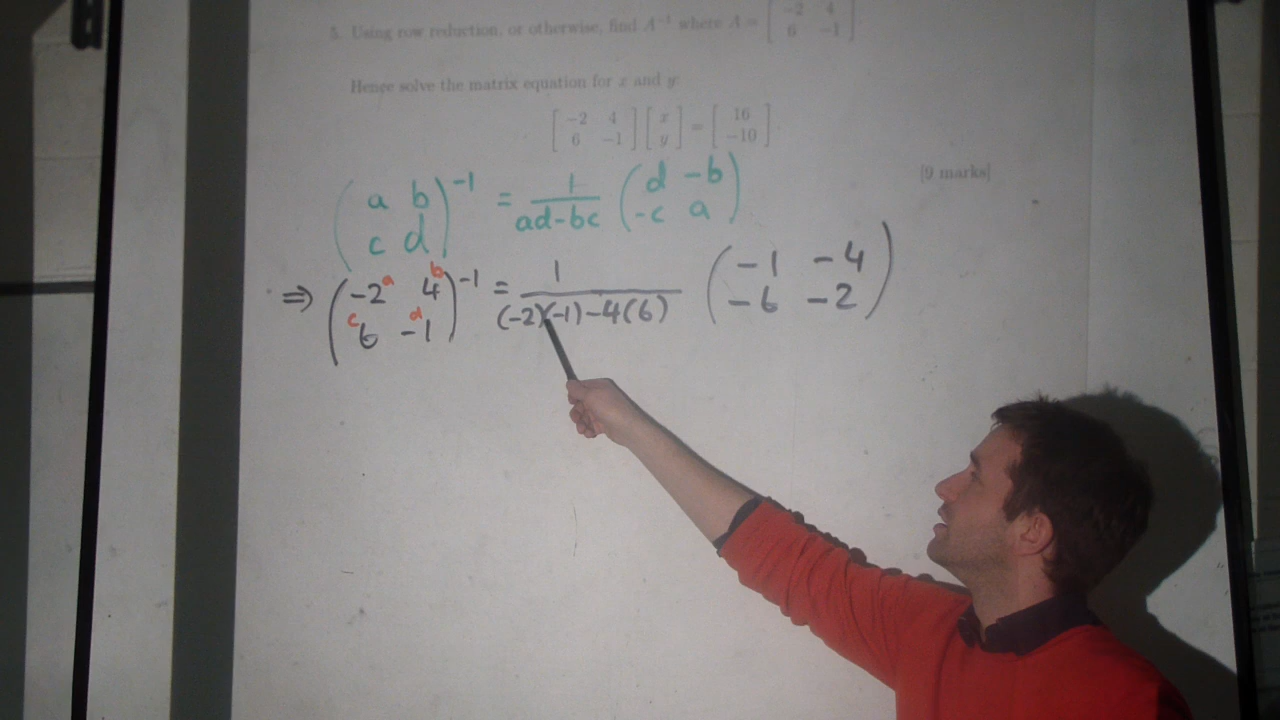 5. Using row reduction, or otherwise, find A⁻¹ where A = [ −2 4
6 −1 ]
Hence solve the matrix equation for x and y:
[ −2 4 ] [ x ] = [ 16 ]
[ 6 −1 ] [ y ] [ −10 ].
[9 marks]
( a b )⁻¹ = 1 ( d -b )
( c d ) ad-bc ( -c a )
⇒ ( -2 a 4 b )⁻¹ = 1 ( -1 -4 )
( c 6 d -1 ) (-2)(-1)-4(6) ( -6 -2 )